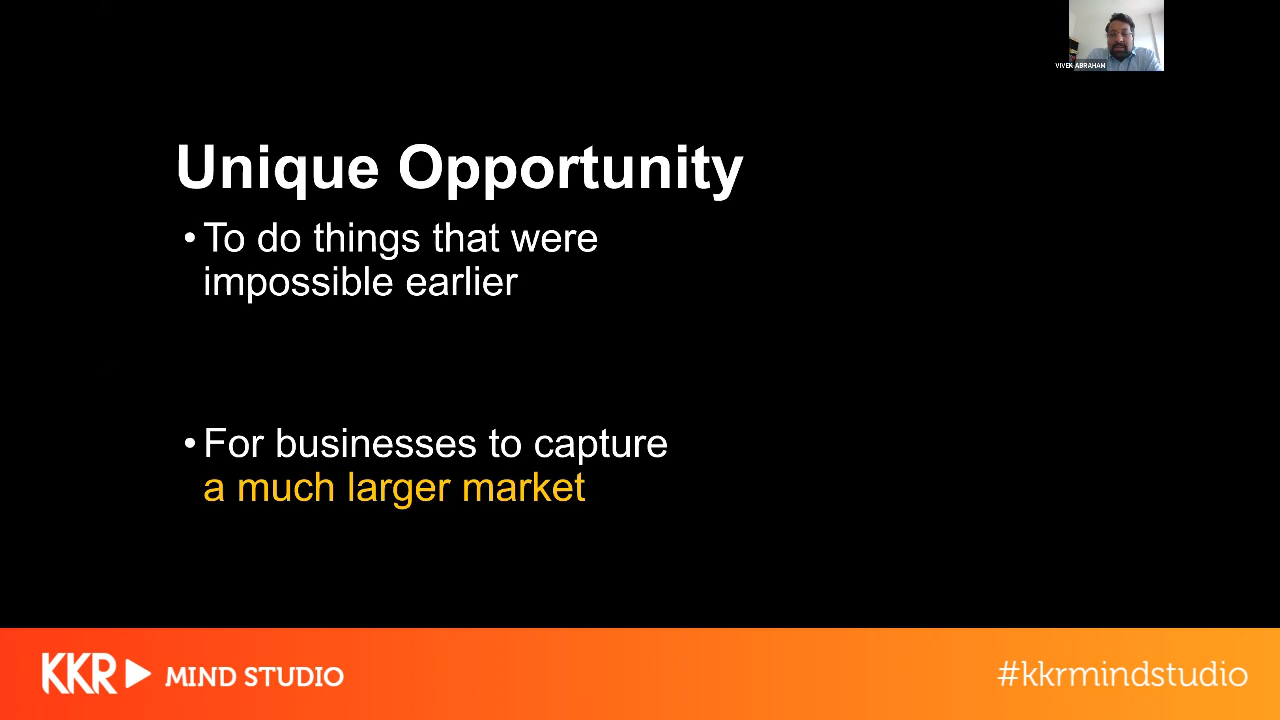 VIVEK ABRAHAM
Unique Opportunity
• To do things that were
impossible earlier
• For businesses to capture
a much larger market
KKR MIND STUDIO
#kkrmindstudio